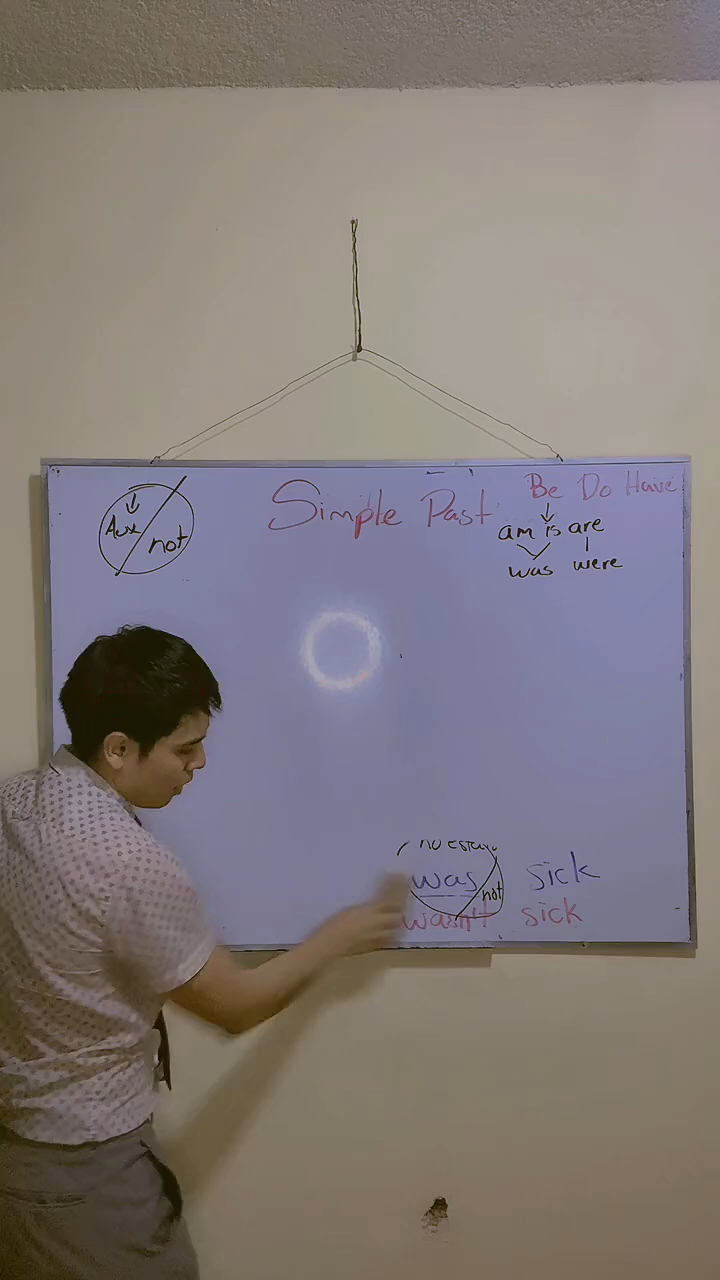 Simple Past
Be Do Have
am is are
was were
Aux/not
no estaba
was not sick
wasn't sick